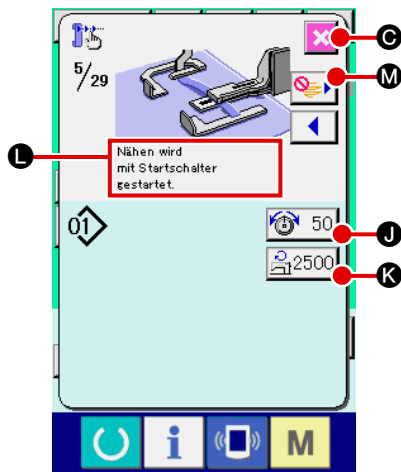 C
5/29
M
L
Nähen wird
mit Startschalter
gestartet.
01
50
J
2500
K
i
M